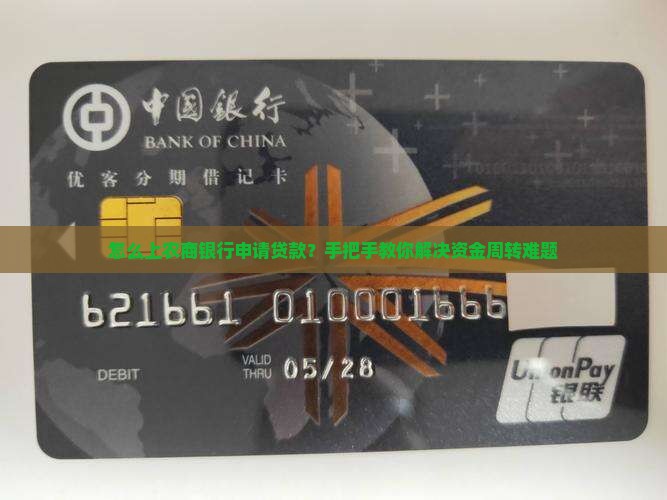 中国銀行
BANK OF CHINA
优客分期借记卡
怎么上农商银行申请贷款？手把手教你解决资金周转难题
621661 010001666
DEBIT
VALID THRU 05/28
UnionPay
银联